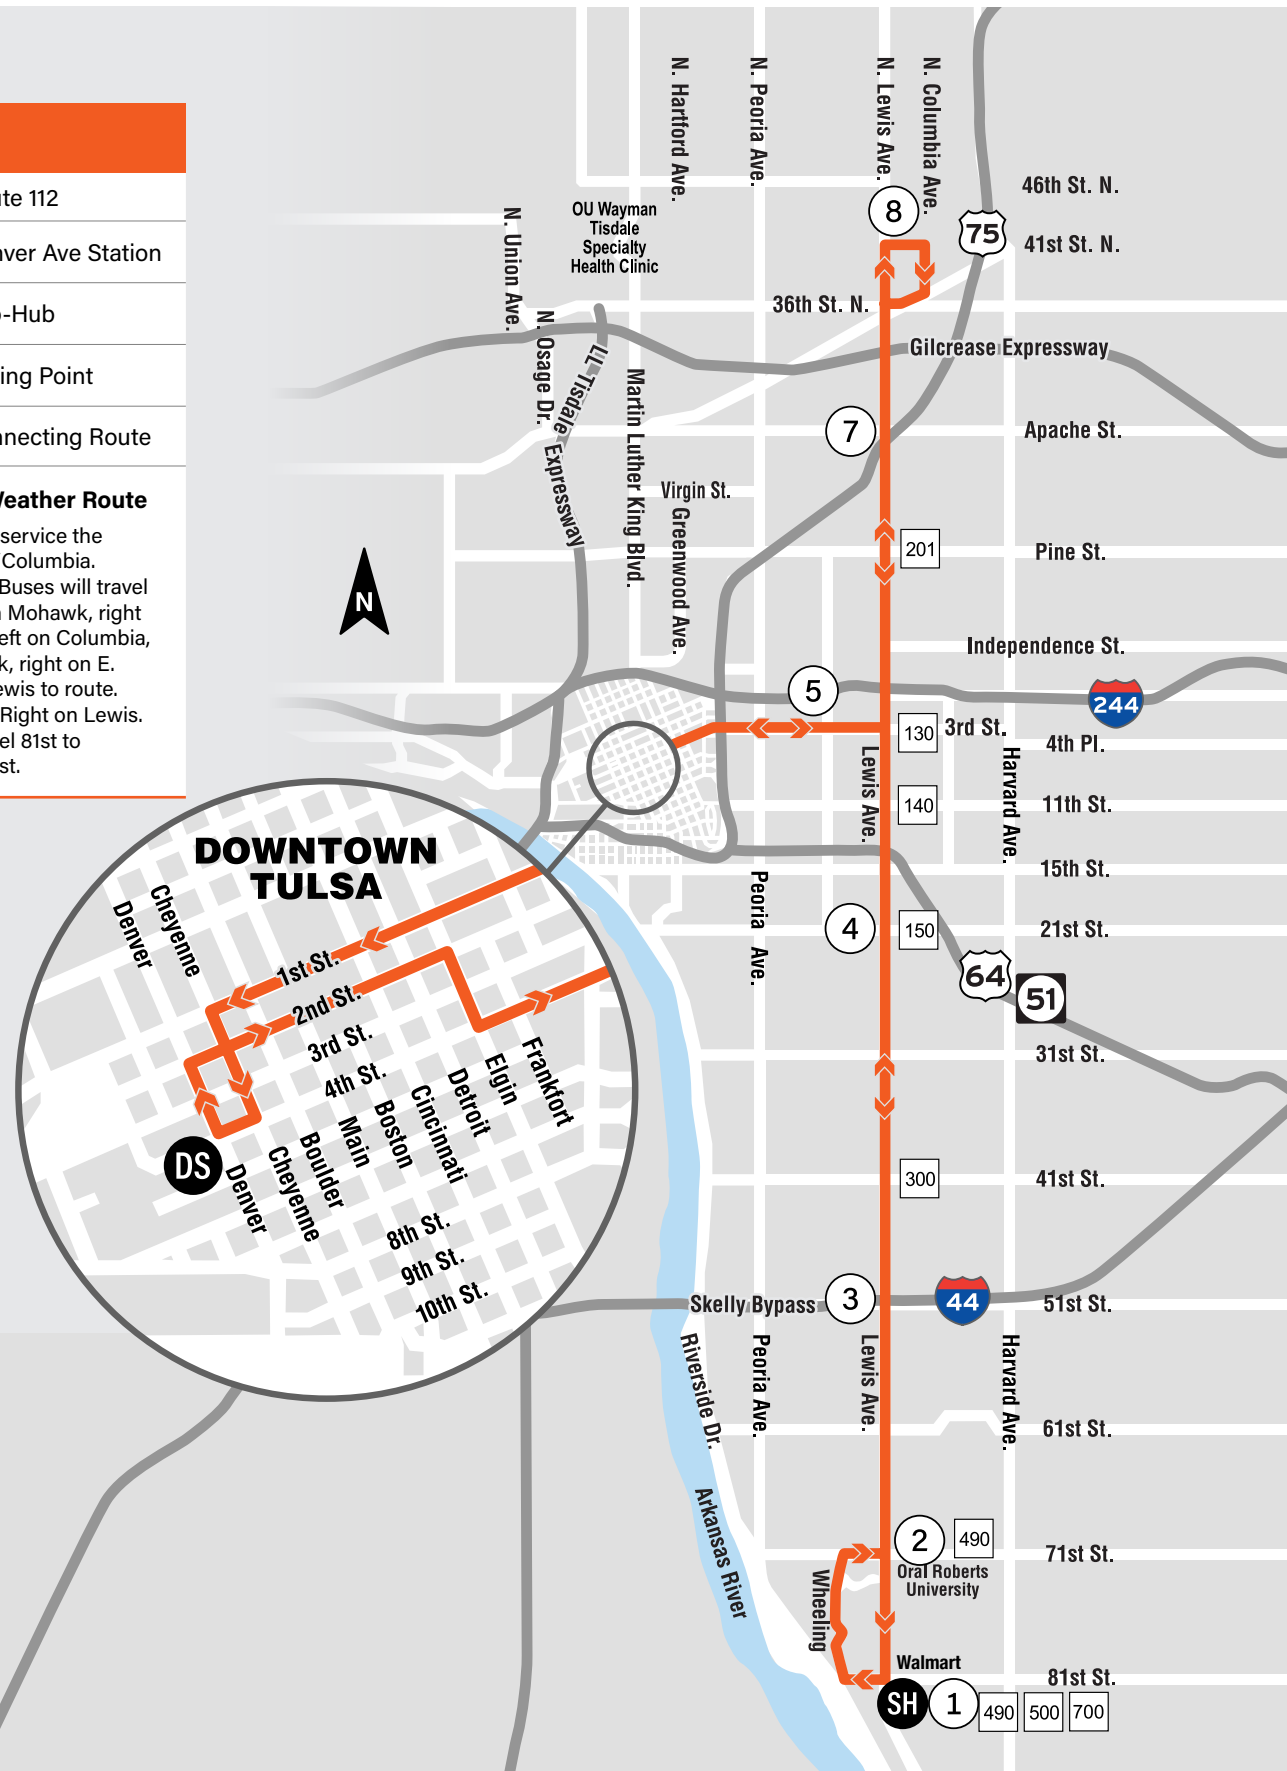 N. Hartford Ave.
N. Peoria Ave.
N. Lewis Ave.
N. Columbia Ave.
46th St. N.
OU Wayman
Tisdale
Specialty
Health Clinic
8
75
41st St. N.
N. Union Ave.
36th St. N.
N. Osage Dr.
LL Tisdale Expressway
Gilcrease Expressway
Martin Luther King Blvd.
7
Apache St.
Virgin St.
Greenwood Ave.
201
Pine St.
N
Independence St.
5
244
130
3rd St.
4th Pl.
Lewis Ave.
Harvard Ave.
140
11th St.
15th St.
Peoria Ave.
4
150
21st St.
64
51
31st St.
300
41st St.
Skelly Bypass
3
44
51st St.
Riverside Dr.
Peoria Ave.
Lewis Ave.
Harvard Ave.
61st St.
Arkansas River
2
490
71st St.
Oral Roberts
University
Wheeling
Walmart
81st St.
SH
1
490
500
700
Route 112
Ave Station
-Hub
Point
Route
Weather Route
service the
Columbia.
Buses will travel
Mohawk, right
left on Columbia,
right on E.
Lewis to route.
Right on Lewis.
81st to
DOWNTOWN
TULSA
Denver
Cheyenne
1st St.
2nd St.
3rd St.
4th St.
Frankfort
Elgin
Detroit
Cincinnati
Boston
Main
Boulder
Cheyenne
Denver
DS
8th St.
9th St.
10th St.